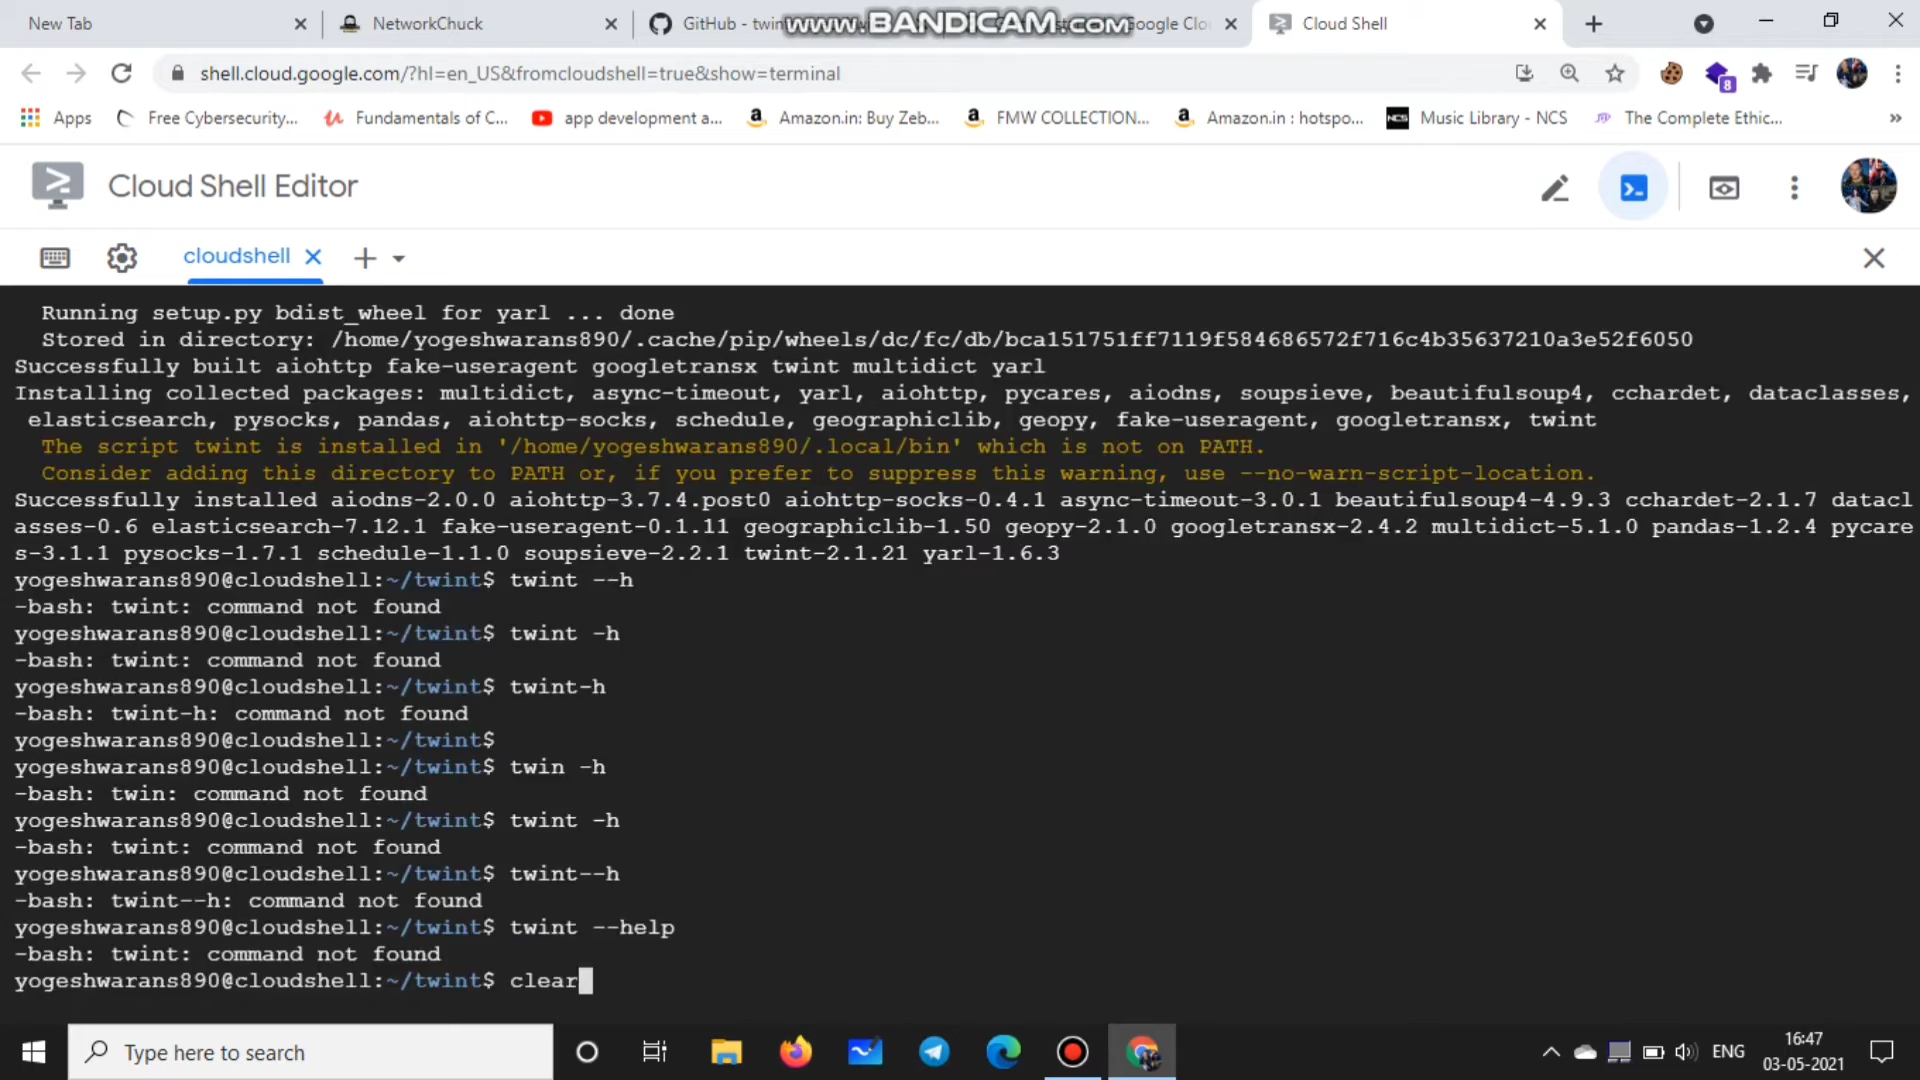 New Tab
NetworkChuck
GitHub - twin
www.BANDICAM.com
Google Clo
Cloud Shell
shell.cloud.google.com/?hl=en_US&fromcloudshell=true&show=terminal
8
Apps
Free Cybersecurity...
Fundamentals of C...
app development a...
Amazon.in: Buy Zeb...
FMW COLLECTION...
Amazon.in : hotspo...
NCS
Music Library - NCS
The Complete Ethic...
»
Cloud Shell Editor
cloudshell
Running setup.py bdist_wheel for yarl ... done
Stored in directory: /home/yogeshwarans890/.cache/pip/wheels/dc/fc/db/bca151751ff7119f584686572f716c4b35637210a3e52f6050
Successfully built aiohttp fake-useragent googletransx twint multidict yarl
Installing collected packages: multidict, async-timeout, yarl, aiohttp, pycares, aiodns, soupsieve, beautifulsoup4, cchardet, dataclasses,
elasticsearch, pysocks, pandas, aiohttp-socks, schedule, geographiclib, geopy, fake-useragent, googletransx, twint
The script twint is installed in '/home/yogeshwarans890/.local/bin' which is not on PATH.
Consider adding this directory to PATH or, if you prefer to suppress this warning, use --no-warn-script-location.
Successfully installed aiodns-2.0.0 aiohttp-3.7.4.post0 aiohttp-socks-0.4.1 async-timeout-3.0.1 beautifulsoup4-4.9.3 cchardet-2.1.7 datacl
asses-0.6 elasticsearch-7.12.1 fake-useragent-0.1.11 geographiclib-1.50 geopy-2.1.0 googletransx-2.4.2 multidict-5.1.0 pandas-1.2.4 pycare
s-3.1.1 pysocks-1.7.1 schedule-1.1.0 soupsieve-2.2.1 twint-2.1.21 yarl-1.6.3
yogeshwarans890@cloudshell:~/twint$ twint --h
-bash: twint: command not found
yogeshwarans890@cloudshell:~/twint$ twint -h
-bash: twint: command not found
yogeshwarans890@cloudshell:~/twint$ twint-h
-bash: twint-h: command not found
yogeshwarans890@cloudshell:~/twint$
yogeshwarans890@cloudshell:~/twint$ twin -h
-bash: twin: command not found
yogeshwarans890@cloudshell:~/twint$ twint -h
-bash: twint: command not found
yogeshwarans890@cloudshell:~/twint$ twint--h
-bash: twint--h: command not found
yogeshwarans890@cloudshell:~/twint$ twint --help
-bash: twint: command not found
yogeshwarans890@cloudshell:~/twint$ clear
Type here to search
ENG
16:47
03-05-2021